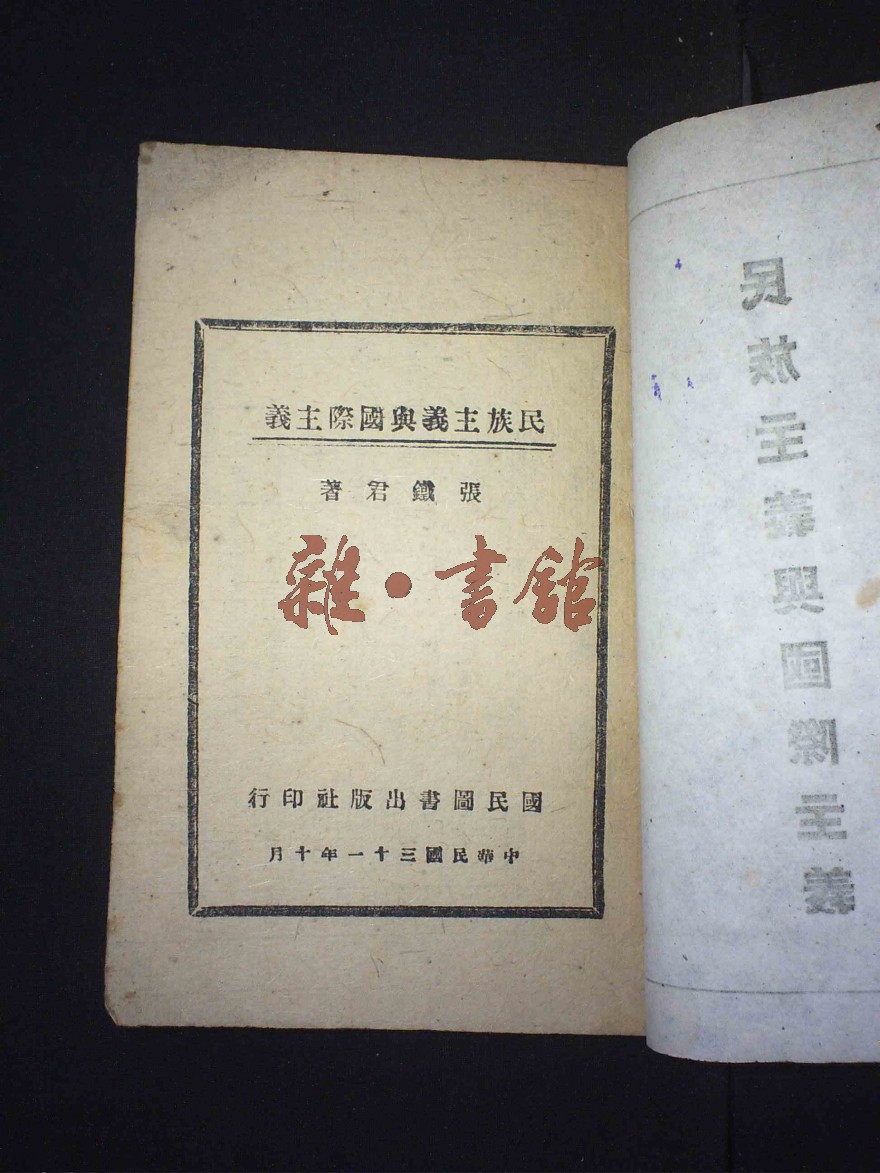 民族主義與國際主義
張鐵君著
雜·書館
國民圖書出版社印行
中華民國三十一年十月
民族主義與國際主義